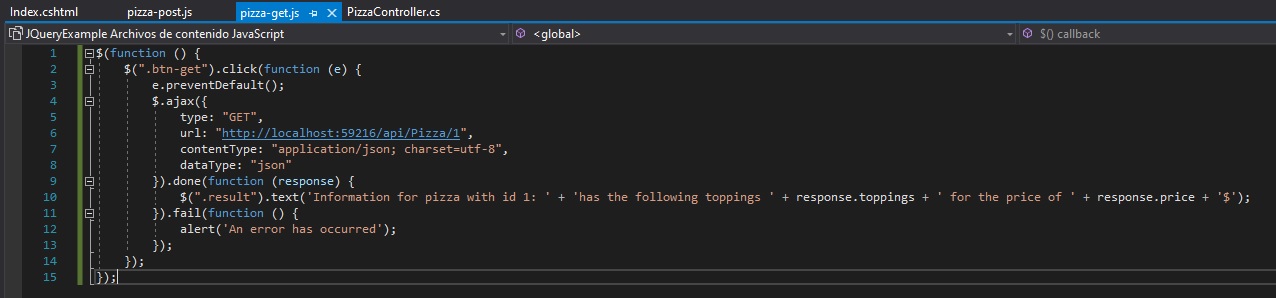 Index.cshtml pizza-post.js pizza-get.js PizzaController.cs
JQueryExample Archivos de contenido JavaScript <global> $() callback
1 $(function () {
2 $(".btn-get").click(function (e) {
3 e.preventDefault();
4 $.ajax({
5 type: "GET",
6 url: "http://localhost:59216/api/Pizza/1",
7 contentType: "application/json; charset=utf-8",
8 dataType: "json"
9 }).done(function (response) {
10 $(".result").text('Information for pizza with id 1: ' + 'has the following toppings ' + response.toppings + ' for the price of ' + response.price + '$');
11 }).fail(function () {
12 alert('An error has occurred');
13 });
14 });
15 });